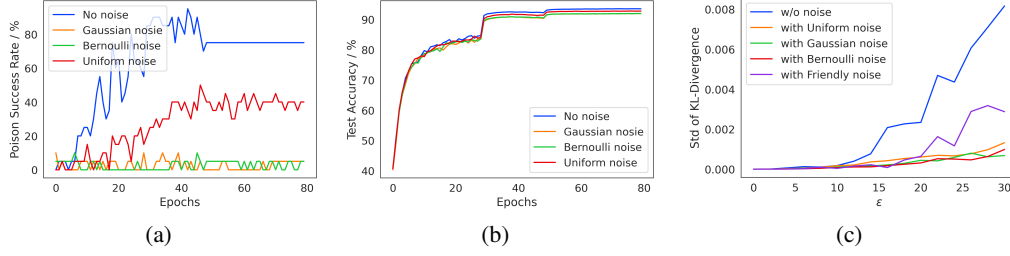 Poison Success Rate / %
80
60
40
20
0
0
20
40
60
80
Epochs
No noise
Gaussian noise
Bernoulli noise
Uniform noise
(a)
Test Accuracy / %
90
80
70
60
50
40
0
20
40
60
80
Epochs
No noise
Gaussian nosie
Bernoulli noise
Uniform noise
(b)
Std of KL-Divergence
0.008
0.006
0.004
0.002
0.000
0
5
10
15
20
25
30
ε
w/o noise
with Uniform noise
with Gaussian noise
with Bernoulli noise
with Friendly noise
(c)